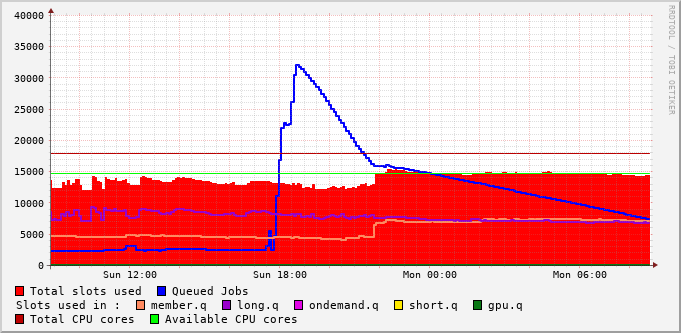 RRDTOOL / TOBI OETIKER
40000
35000
30000
25000
20000
15000
10000
5000
0
Sun 12:00 Sun 18:00 Mon 00:00 Mon 06:00
Total slots used Queued Jobs
Slots used in : member.q long.q ondemand.q short.q gpu.q
Total CPU cores Available CPU cores